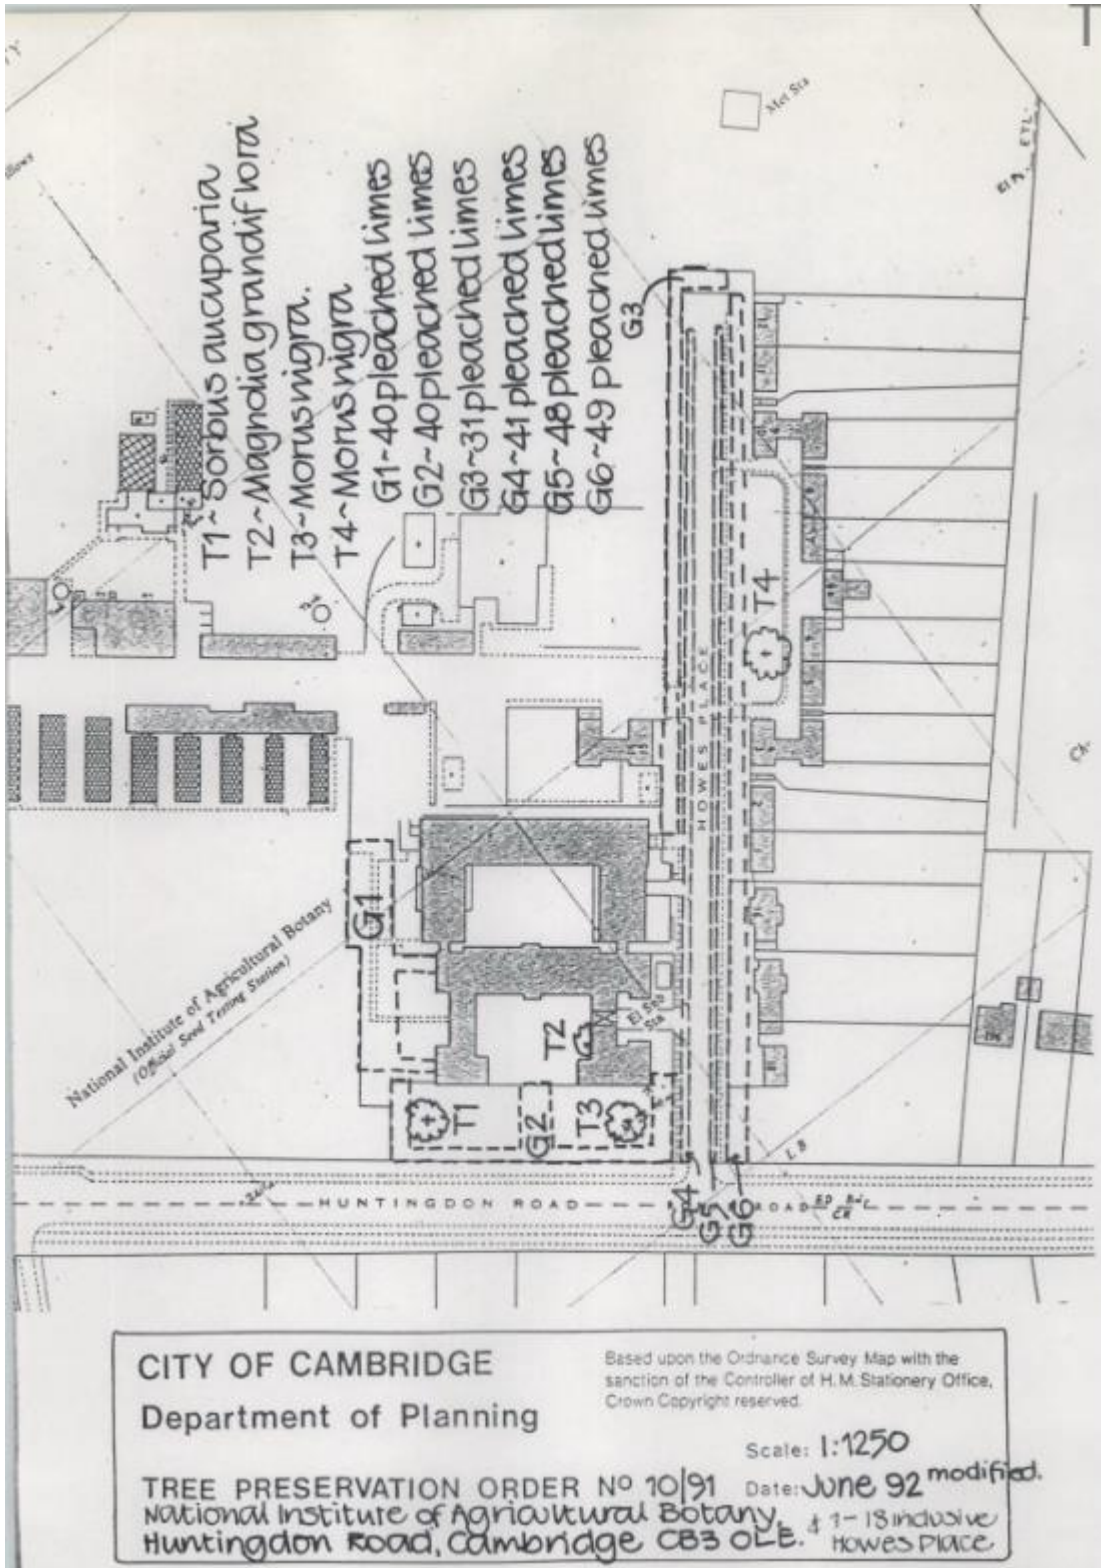 T1~ Sorbus aucuparia
T2~Magnolia grandiflora
T3~Morus nigra.
T4~Morus nigra
G1~40 pleached limes
G2~40 pleached limes
G3~31 pleached limes
G4~41 pleached limes
G5~48 pleached limes
G6~49 pleached limes
Met Sta
ETL
G3
T4
HOWES PLACE
G1
National Institute of Agricultural Botany
(Official Seed Testing Station)
El Sub
Sta
T2
T1
G2
T3
L B
HUNTINGDON ROAD
ROAD
G4
G5
G6
CITY OF CAMBRIDGE
Department of Planning
Based upon the Ordnance Survey Map with the
sanction of the Controller of H.M. Stationery Office,
Crown Copyright reserved.
Scale: 1:1250
TREE PRESERVATION ORDER Nº 10/91 Date: June 92 modified.
National Institute of Agricultural Botany, & 1-18 inclusive
Huntingdon Road, Cambridge CB3 0LE. Howes Place